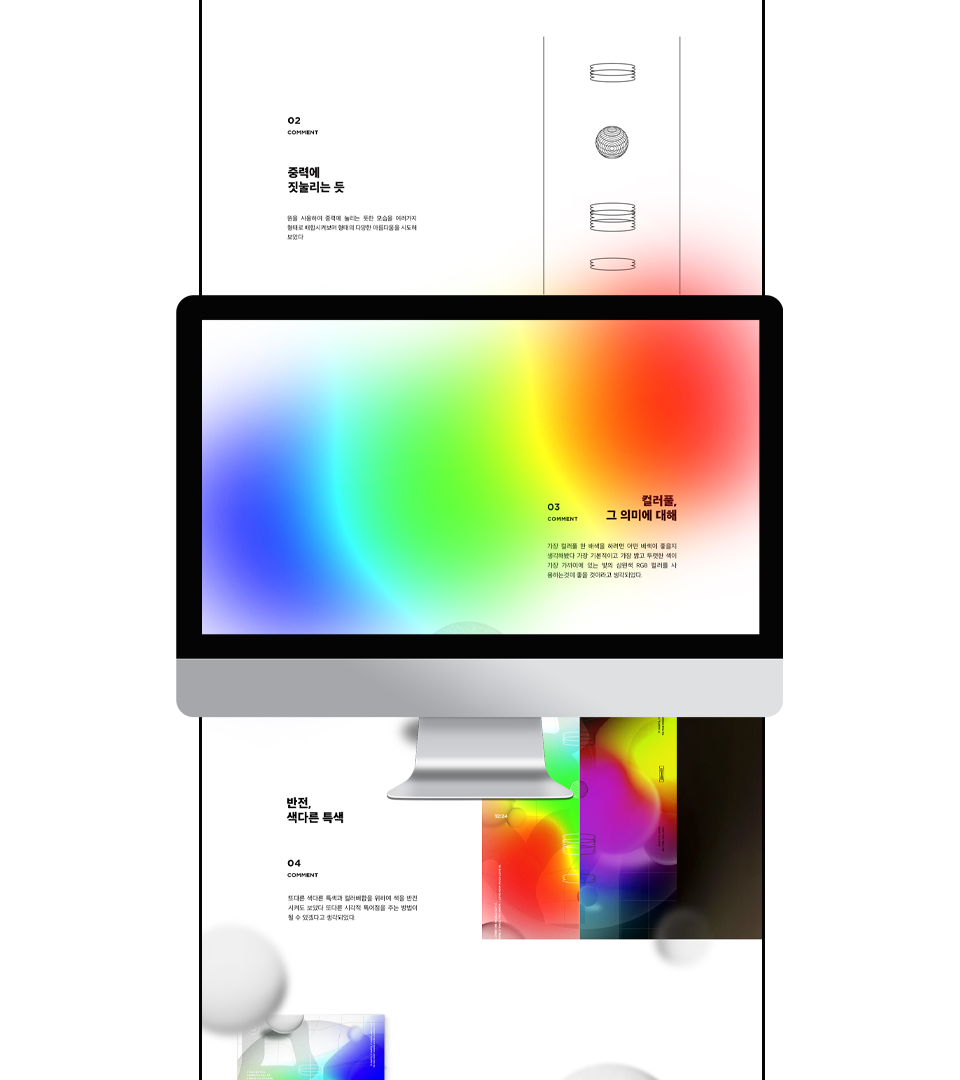 02
COMMENT
중력에
짓눌리는 듯
원을 사용하여 중력에 눌리는 듯한 모습을 여러가지
형태로 배합시켜보며 형태의 다양한 아름다움을 시도해
보았다
03
COMMENT
컬러풀,
그 의미에 대해
가장 컬러풀 한 배색을 하려면 어떤 배색이 좋을지
생각해봤다 가장 기본적이고 가장 밝고 뚜렷한 색이
가장 가까이에 있는 빛의 삼원색 RGB 컬러를 사
용하는것이 좋을 것이라고 생각되었다.
반전,
색다른 특색
04
COMMENT
또다른 색다른 특색과 컬러배합을 위하여 색을 반전
시켜도 보았다 또다른 시각적 특이점을 주는 방법이
될 수 있겠다고 생각되었다.